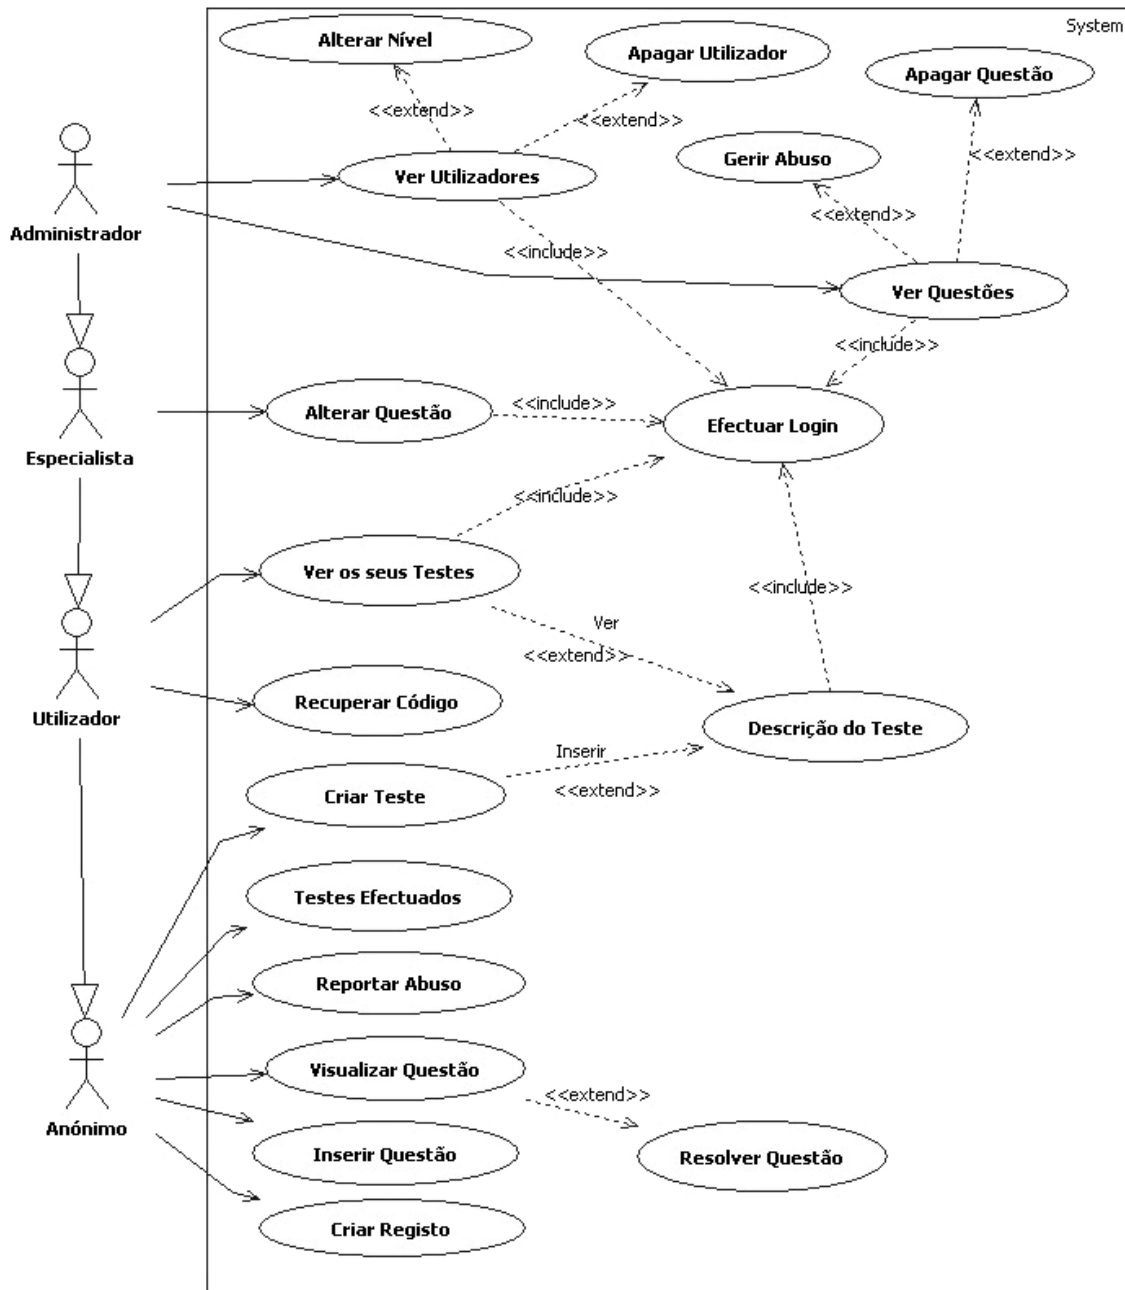 System
Alterar Nível
Apagar Utilizador
Apagar Questão
<<extend>>
<<extend>>
<<extend>>
Gerir Abuso
Ver Utilizadores
<<extend>>
Administrador
<<include>>
Ver Questões
<<include>>
Alterar Questão
<<include>>
Efectuar Login
Especialista
<<include>>
Ver os seus Testes
<<include>>
Ver
<<extend>>
Recuperar Código
Utilizador
Descrição do Teste
Inserir
<<extend>>
Criar Teste
Testes Efectuados
Reportar Abuso
Visualizar Questão
<<extend>>
Anónimo
Inserir Questão
Resolver Questão
Criar Registo